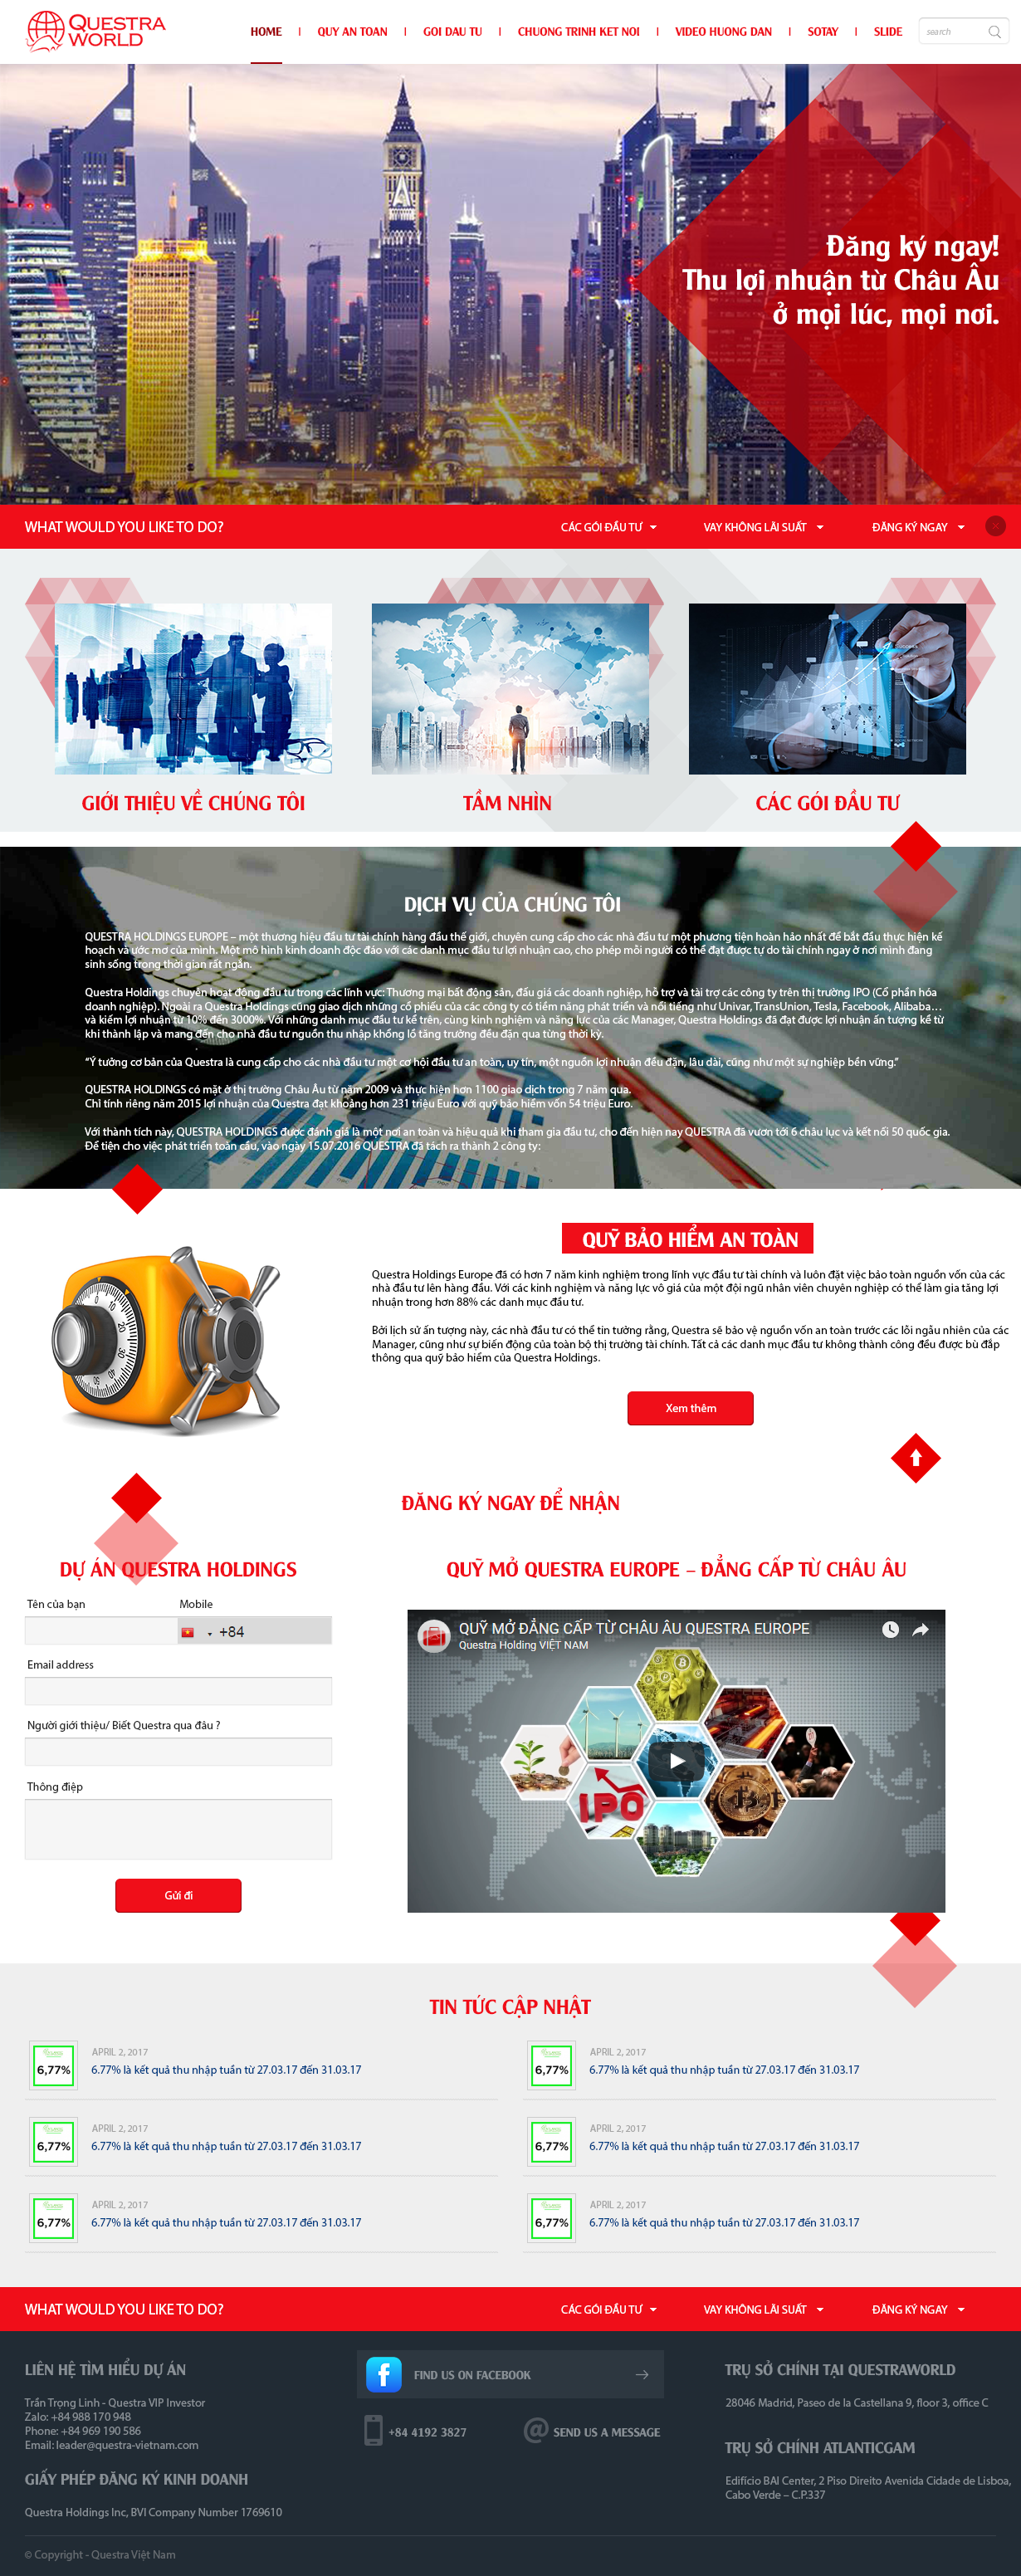 QUESTRA
WORLD
HOME | QUY AN TOAN | GOI DAU TU | CHUONG TRINH KET NOI | VIDEO HUONG DAN | SOTAY | SLIDE
search
Đăng ký ngay!
Thu lợi nhuận từ Châu Âu
ở mọi lúc, mọi nơi.
WHAT WOULD YOU LIKE TO DO?
CÁC GÓI ĐẦU TƯ
VAY KHÔNG LÃI SUẤT
ĐĂNG KÝ NGAY
GIỚI THIỆU VỀ CHÚNG TÔI
TẦM NHÌN
CÁC GÓI ĐẦU TƯ
DỊCH VỤ CỦA CHÚNG TÔI
QUESTRA HOLDINGS EUROPE – một thương hiệu đầu tư tài chính hàng đầu thế giới, chuyên cung cấp cho các nhà đầu tư một phương tiện hoàn hảo nhất để bắt đầu thực hiện kế
hoạch và ước mơ của mình. Một mô hình kinh doanh độc đáo với các danh mục đầu tư lợi nhuận cao, cho phép mỗi người có thể đạt được tự do tài chính ngay ở nơi mình đang
sinh sống trong thời gian rất ngắn.
Questra Holdings chuyên hoạt động đầu tư trong các lĩnh vực: Thương mại bất động sản, đấu giá các doanh nghiệp, hỗ trợ và tài trợ các công ty trên thị trường IPO (Cổ phần hóa
doanh nghiệp). Ngoài ra Questra Holdings cũng giao dịch những cổ phiếu của các công ty có tiềm năng phát triển và nổi tiếng như Univar, TransUnion, Tesla, Facebook, Alibaba…
và kiếm lợi nhuận từ 10% đến 3000%. Với những danh mục đầu tư kể trên, cùng kinh nghiệm và năng lực của các Manager, Questra Holdings đã đạt được lợi nhuận ấn tượng kể từ
khi thành lập và mang đến cho nhà đầu tư nguồn thu nhập khổng lồ tăng trưởng đều đặn qua từng thời kỳ.
“Ý tưởng cơ bản của Questra là cung cấp cho các nhà đầu tư một cơ hội đầu tư an toàn, uy tín, một nguồn lợi nhuận đều đặn, lâu dài, cũng như một sự nghiệp bền vững.”
QUESTRA HOLDINGS có mặt ở thị trường Châu Âu từ năm 2009 và thực hiện hơn 1100 giao dịch trong 7 năm qua.
Chỉ tính riêng năm 2015 lợi nhuận của Questra đạt khoảng hơn 231 triệu Euro với quỹ bảo hiểm vốn 54 triệu Euro.
Với thành tích này, QUESTRA HOLDINGS được đánh giá là một nơi an toàn và hiệu quả khi tham gia đầu tư, cho đến hiện nay QUESTRA đã vươn tới 6 châu lục và kết nối 50 quốc gia.
Để tiện cho việc phát triển toàn cầu, vào ngày 15.07.2016 QUESTRA đã tách ra thành 2 công ty:
QUỸ BẢO HIỂM AN TOÀN
Questra Holdings Europe đã có hơn 7 năm kinh nghiệm trong lĩnh vực đầu tư tài chính và luôn đặt việc bảo toàn nguồn vốn của các
nhà đầu tư lên hàng đầu. Với các kinh nghiệm và năng lực vô giá của một đội ngũ nhân viên chuyên nghiệp có thể làm gia tăng lợi
nhuận trong hơn 88% các danh mục đầu tư.
Bởi lịch sử ấn tượng này, các nhà đầu tư có thể tin tưởng rằng, Questra sẽ bảo vệ nguồn vốn an toàn trước các lỗi ngẫu nhiên của các
Manager, cũng như sự biến động của toàn bộ thị trường tài chính. Tất cả các danh mục đầu tư không thành công đều được bù đắp
thông qua quỹ bảo hiểm của Questra Holdings.
Xem thêm
ĐĂNG KÝ NGAY ĐỂ NHẬN
DỰ ÁN QUESTRA HOLDINGS
Tên của bạn
Mobile
+84
Email address
Người giới thiệu/ Biết Questra qua đâu ?
Thông điệp
Gửi đi
QUỸ MỞ QUESTRA EUROPE – ĐẲNG CẤP TỪ CHÂU ÂU
QUỸ MỞ ĐẲNG CẤP TỪ CHÂU ÂU QUESTRA EUROPE
Questra Holding VIỆT NAM
IPO
TIN TỨC CẬP NHẬT
6,77%
APRIL 2, 2017
6.77% là kết quả thu nhập tuần từ 27.03.17 đến 31.03.17
6,77%
APRIL 2, 2017
6.77% là kết quả thu nhập tuần từ 27.03.17 đến 31.03.17
6,77%
APRIL 2, 2017
6.77% là kết quả thu nhập tuần từ 27.03.17 đến 31.03.17
6,77%
APRIL 2, 2017
6.77% là kết quả thu nhập tuần từ 27.03.17 đến 31.03.17
6,77%
APRIL 2, 2017
6.77% là kết quả thu nhập tuần từ 27.03.17 đến 31.03.17
6,77%
APRIL 2, 2017
6.77% là kết quả thu nhập tuần từ 27.03.17 đến 31.03.17
WHAT WOULD YOU LIKE TO DO?
CÁC GÓI ĐẦU TƯ
VAY KHÔNG LÃI SUẤT
ĐĂNG KÝ NGAY
LIÊN HỆ TÌM HIỂU DỰ ÁN
Trần Trọng Linh - Questra VIP Investor
Zalo: +84 988 170 948
Phone: +84 969 190 586
Email: leader@questra-vietnam.com
GIẤY PHÉP ĐĂNG KÝ KINH DOANH
Questra Holdings Inc, BVI Company Number 1769610
FIND US ON FACEBOOK
+84 4192 3827
SEND US A MESSAGE
TRỤ SỞ CHÍNH TẠI QUESTRAWORLD
28046 Madrid, Paseo de la Castellana 9, floor 3, office C
TRỤ SỞ CHÍNH ATLANTICGAM
Edifício BAI Center, 2 Piso Direito Avenida Cidade de Lisboa,
Cabo Verde – C.P.337
© Copyright - Questra Việt Nam